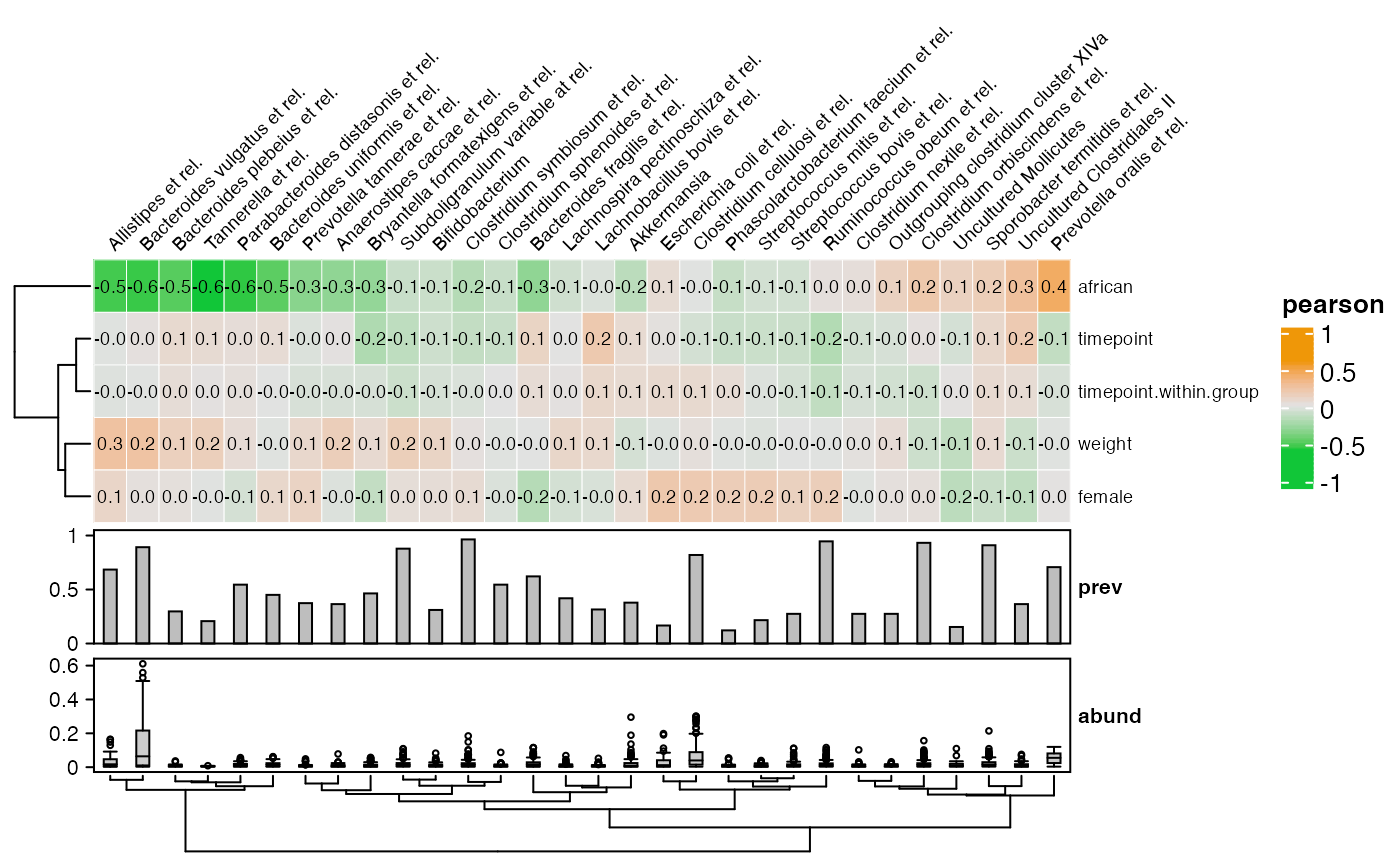 Allistipes et rel.
Bacteroides vulgatus et rel.
Bacteroides plebeius et rel.
Tannerella et rel.
Parabacteroides distasonis et rel.
Bacteroides uniformis et rel.
Prevotella tannerae et rel.
Anaerostipes caccae et rel.
Bryantella formatexigens et rel.
Subdoligranulum variable at rel.
Bifidobacterium
Clostridium symbiosum et rel.
Clostridium sphenoides et rel.
Bacteroides fragilis et rel.
Lachnospira pectinoschiza et rel.
Lachnobacillus bovis et rel.
Akkermansia
Escherichia coli et rel.
Clostridium cellulosi et rel.
Phascolarctobacterium faecium et rel.
Streptococcus mitis et rel.
Streptococcus bovis et rel.
Ruminococcus obeum et rel.
Clostridium nexile et rel.
Outgrouping clostridium cluster XIVa
Clostridium orbiscindens et rel.
Uncultured Mollicutes
Sporobacter termitidis et rel.
Uncultured Clostridiales II
Prevotella oralis et rel.
-0.5 -0.6 -0.5 -0.6 -0.6 -0.5 -0.3 -0.3 -0.3 -0.1 -0.1 -0.2 -0.1 -0.3 -0.1 -0.0 -0.2 0.1 -0.0 -0.1 -0.1 -0.1 0.0 0.0 0.1 0.2 0.1 0.2 0.3 0.4 african
-0.0 0.0 0.1 0.1 0.0 0.1 -0.0 0.0 -0.2 -0.1 -0.1 -0.1 -0.1 0.1 0.0 0.2 0.1 0.0 -0.1 -0.1 -0.1 -0.1 -0.2 -0.1 -0.0 0.0 -0.1 0.1 0.2 -0.1 timepoint
-0.0 -0.0 0.0 0.0 0.0 -0.0 -0.0 -0.0 -0.0 -0.1 -0.0 -0.1 0.0 0.1 0.0 0.1 0.1 0.1 0.1 0.0 -0.0 -0.1 -0.1 -0.1 -0.1 -0.1 0.0 0.1 0.1 -0.0 timepoint.within.group
0.3 0.2 0.1 0.2 0.1 -0.0 0.1 0.2 0.1 0.2 0.1 0.0 -0.0 -0.0 0.1 0.1 -0.1 -0.0 -0.0 -0.0 -0.0 -0.0 -0.0 0.0 0.1 -0.1 -0.1 0.1 -0.1 -0.0 weight
0.1 0.0 0.0 -0.0 -0.1 0.1 0.1 -0.0 -0.1 0.0 0.0 0.1 -0.0 -0.2 -0.1 -0.0 0.1 0.2 0.2 0.2 0.2 0.1 0.2 -0.0 0.0 0.0 -0.2 -0.1 -0.1 0.0 female
pearson
1
0.5
0
-0.5
-1
1
0.5
0
prev
0.6
0.4
0.2
0
abund